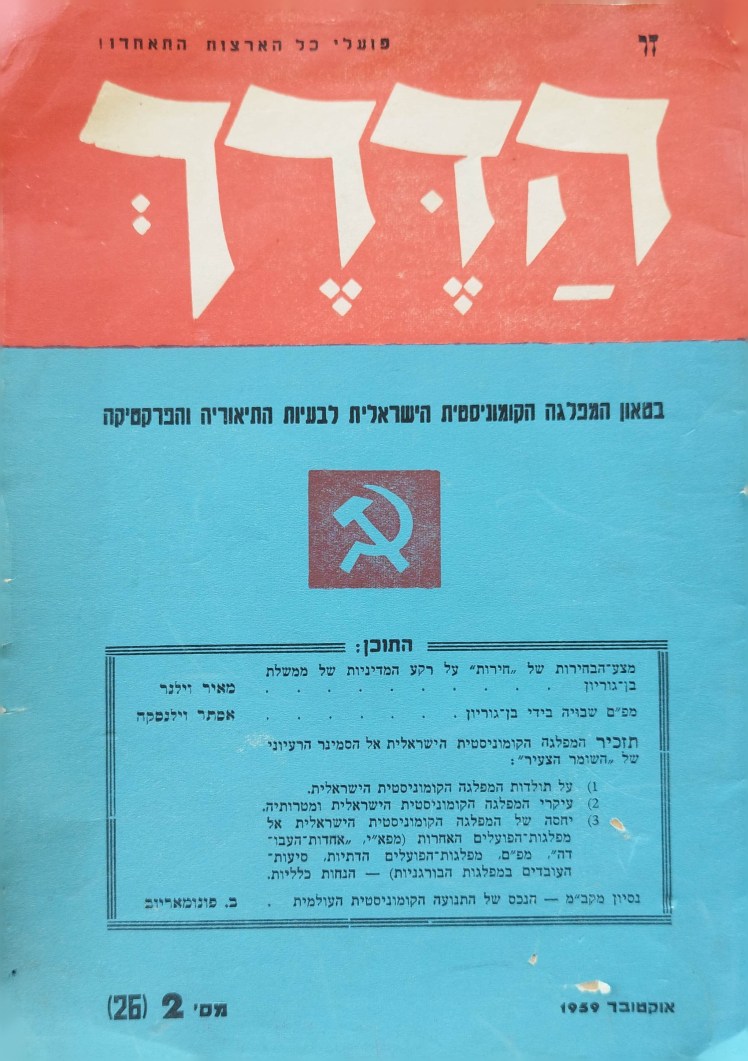 דך
פועלי כל הארצות התאחדו!
הַדֶּרֶךְ
בטאון המפלגה הקומוניסטית הישראלית לבעיות התיאוריה והפרקטיקה
התוכן:
מצע־הבחירות של „חירות" על רקע המדיניות של ממשלת
בן־גוריון . . . . . . . . . . מאיר וילנר
מפ״ם שבויה בידי בן־גוריון . . . . . . . אסתר וילנסקה
תזכיר המפלגה הקומוניסטית הישראלית אל הסמינר הרעיוני
של „השומר הצעיר":
1) על תולדות המפלגה הקומוניסטית הישראלית.
2) עיקרי המפלגה הקומוניסטית הישראלית ומטרותיה.
3) יחסה של המפלגה הקומוניסטית הישראלית אל
מפלגות־הפועלים האחרות (מפא״י, „אחדות־העבו־
דה", מפ״ם, מפלגות־הפועלים הדתיות, סיעות־
העובדים במפלגות הבורגניות) — הנחות כלליות.
נסיון מקב״מ — הנכס של התנועה הקומוניסטית העולמית . ב. פונומאריוב
אוקטובר 1959
מס׳ 2 (26)